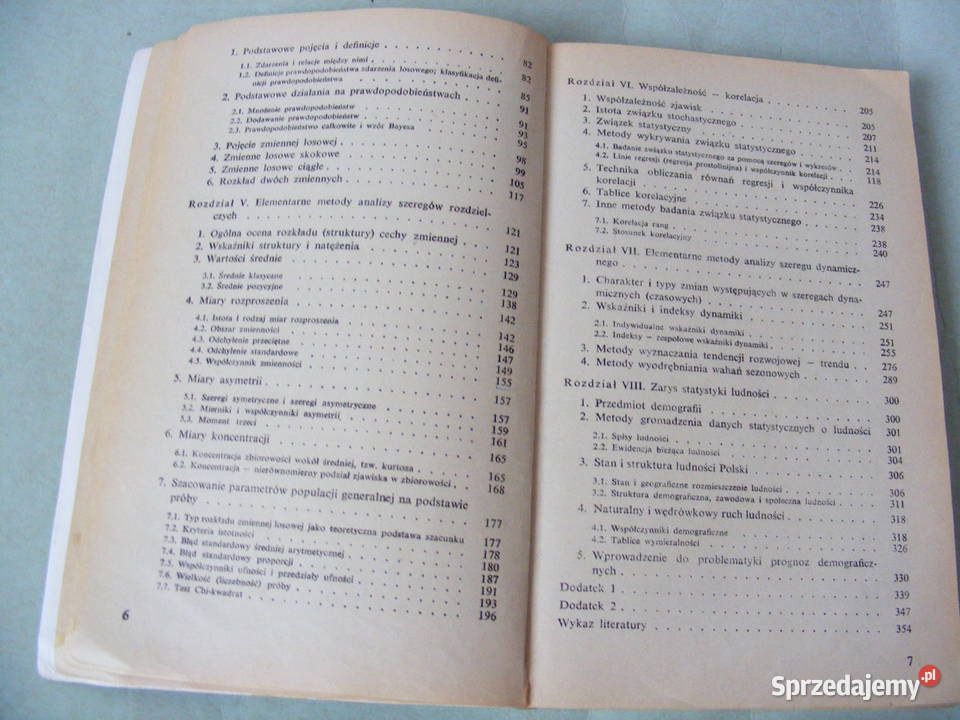 1. Podstawowe pojęcia i definicje . . . . . . . . . . 82
1.1. Zdarzenia i relacje między nimi . . . . . . . . . . 82
1.2. Definicje prawdopodobieństwa zdarzenia losowego; klasyfikacja defi-
nicji prawdopodobieństwa . . . . . . . . . . 85
2. Podstawowe działania na prawdopodobieństwach . . . . . 91
2.1. Mnożenie prawdopodobieństw . . . . . . . . . . 91
2.2. Dodawanie prawdopodobieństw . . . . . . . . . . 93
2.3. Prawdopodobieństwo całkowite i wzór Bayesa . . . . . 95
3. Pojęcie zmiennej losowej . . . . . . . . . . 98
4. Zmienne losowe skokowe . . . . . . . . . . 99
5. Zmienne losowe ciągłe . . . . . . . . . . 105
6. Rozkład dwóch zmiennych . . . . . . . . . . 117
Rozdział V. Elementarne metody analizy szeregów rozdziel-
czych . . . . . . . . . . 121
1. Ogólna ocena rozkładu (struktury) cechy zmiennej . . . . . 121
2. Wskaźniki struktury i natężenia . . . . . . . . . . 123
3. Wartości średnie . . . . . . . . . . 129
3.1. Średnie klasyczne . . . . . . . . . . 129
3.2. Średnie pozycyjne . . . . . . . . . . 138
4. Miary rozproszenia . . . . . . . . . . 142
4.1. Istota i rodzaj miar rozproszenia . . . . . . . . . . 142
4.2. Obszar zmienności . . . . . . . . . . 146
4.3. Odchylenie przeciętne . . . . . . . . . . 147
4.4. Odchylenie standardowe . . . . . . . . . . 149
4.5. Współczynnik zmienności . . . . . . . . . . 155
5. Miary asymetrii . . . . . . . . . . 157
5.1. Szeregi symetryczne i szeregi asymetryczne . . . . . 157
5.2. Mierniki i współczynniki asymetrii . . . . . . . . . . 159
5.3. Moment trzeci . . . . . . . . . . 161
6. Miary koncentracji . . . . . . . . . . 165
6.1. Koncentracja zbiorowości wokół średniej, tzw. kurtoza . . . . . 165
6.2. Koncentracja — nierównomierny podział zjawiska w zbiorowości . 168
7. Szacowanie parametrów populacji generalnej na podstawie
próby . . . . . . . . . . 177
7.1. Typ rozkładu zmiennej losowej jako teoretyczna podstawa szacunku 177
7.2. Kryteria istotności . . . . . . . . . . 178
7.3. Błąd standardowy średniej arytmetycznej . . . . . 180
7.4. Błąd standardowy proporcji . . . . . . . . . . 187
7.5. Współczynniki ufności i przedziały ufności . . . . . 191
7.6. Wielkość (liczebność) próby . . . . . . . . . . 193
7.7. Test Chi-kwadrat . . . . . . . . . . 196
6
Rozdział VI. Współzależność — korelacja . . . . . 205
1. Współzależność zjawisk . . . . . . . . . . 205
2. Istota związku stochastycznego . . . . . . . . . . 207
3. Związek statystyczny . . . . . . . . . . 211
4. Metody wykrywania związku statystycznego . . . . . 214
4.1. Badanie związku statystycznego za pomocą szeregów i wykresów . 214
4.2. Linie regresji (regresja prostolinijna) i współczynnik korelacji . . 118
5. Technika obliczania równań regresji i współczynnika
korelacji . . . . . . . . . . 226
6. Tablice korelacyjne . . . . . . . . . . 234
7. Inne metody badania związku statystycznego . . . . . 238
7.1. Korelacja rang . . . . . . . . . . 238
7.2. Stosunek korelacyjny . . . . . . . . . . 240
Rozdział VII. Elementarne metody analizy szeregu dynamicz-
nego . . . . . . . . . . 247
1. Charakter i typy zmian występujących w szeregach dyna-
micznych (czasowych) . . . . . . . . . . 247
2. Wskaźniki i indeksy dynamiki . . . . . . . . . . 251
2.1. Indywidualne wskaźniki dynamiki . . . . . . . . . . 251
2.2. Indeksy — zespołowe wskaźniki dynamiki . . . . . 255
3. Metody wyznaczania tendencji rozwojowej — trendu . . 276
4. Metody wyodrębniania wahań sezonowych . . . . . 289
Rozdział VIII. Zarys statystyki ludności . . . . . 300
1. Przedmiot demografii . . . . . . . . . . 300
2. Metody gromadzenia danych statystycznych o ludności 301
2.1. Spisy ludności . . . . . . . . . . 301
2.2. Ewidencja bieżąca ludności . . . . . . . . . . 304
3. Stan i struktura ludności Polski . . . . . . . . . . 306
3.1. Stan i geograficzne rozmieszczenie ludności . . . . . 306
3.2. Struktura demograficzna, zawodowa i społeczna ludności . . 311
4. Naturalny i wędrówkowy ruch ludności . . . . . 318
4.1. Współczynniki demograficzne . . . . . . . . . . 318
4.2. Tablice wymieralności . . . . . . . . . . 326
5. Wprowadzenie do problematyki prognoz demograficz-
nych . . . . . . . . . . 330
Dodatek 1 . . . . . . . . . . 339
Dodatek 2 . . . . . . . . . . 347
Wykaz literatury . . . . . . . . . . 354
7
Sprzedajemy.pl